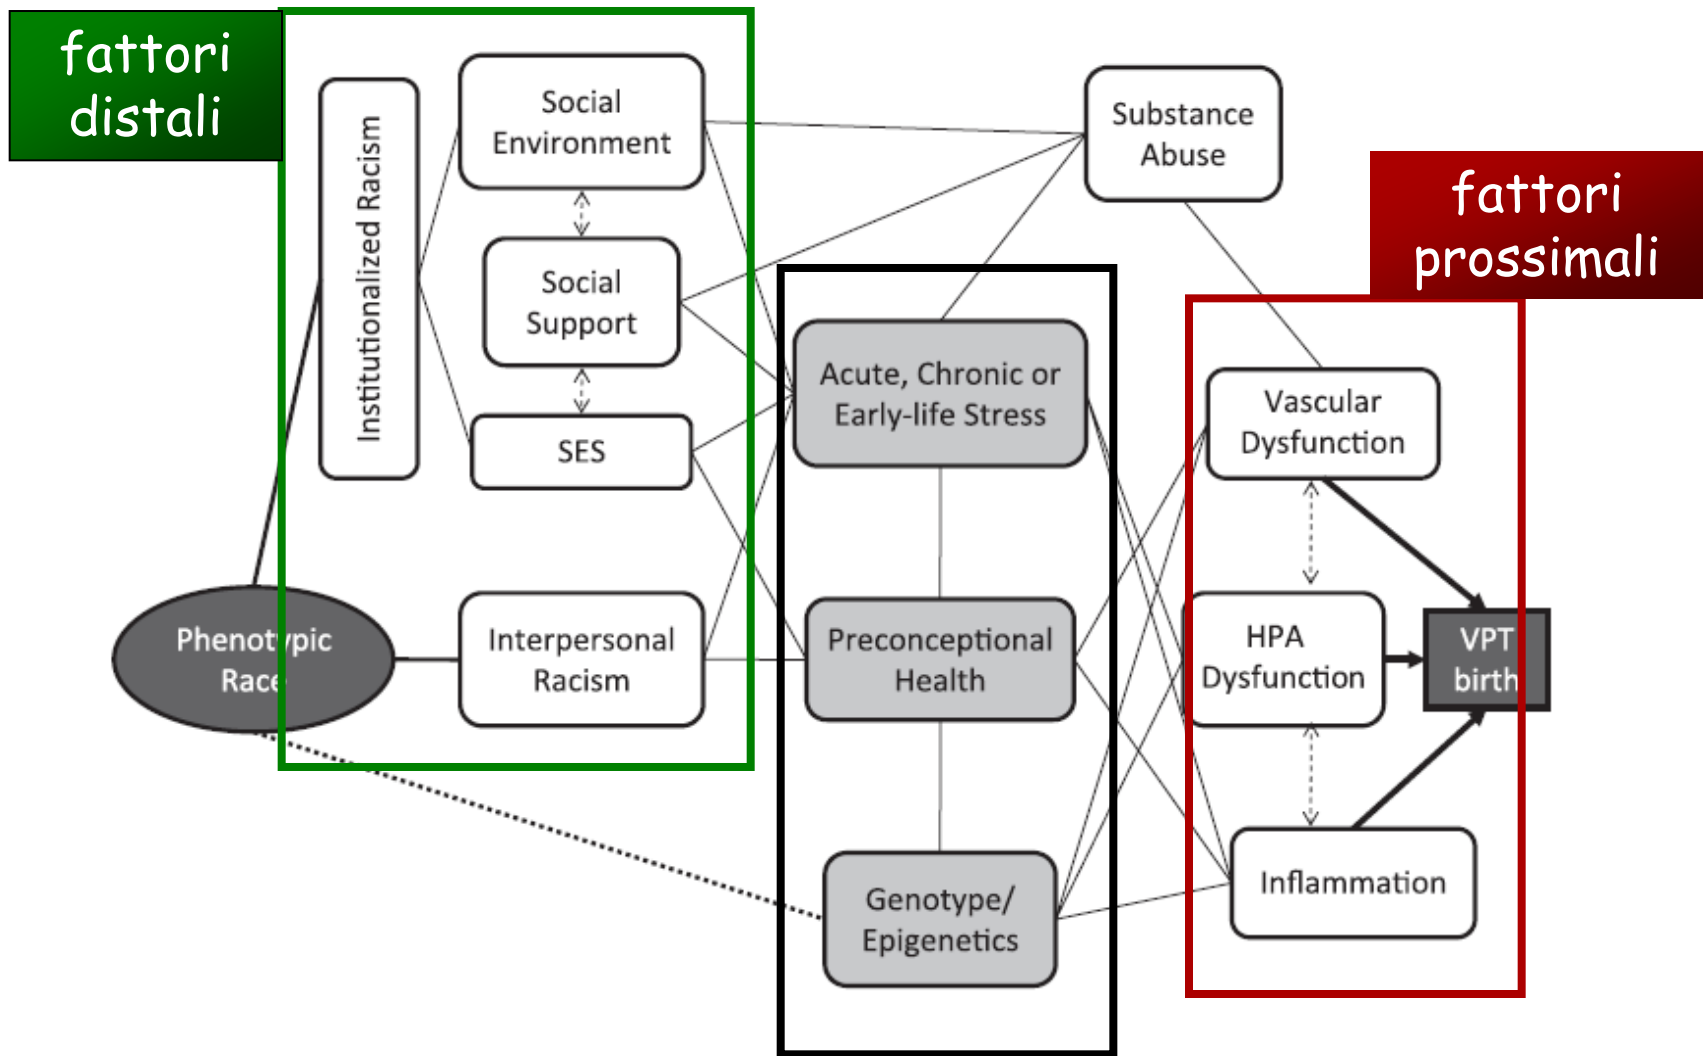 fattori
distali
Institutionalized Racism
Social
Environment
Social
Support
SES
Substance
Abuse
fattori
prossimali
Acute, Chronic or
Early-life Stress
Vascular
Dysfunction
Phenotypic
Race
Interpersonal
Racism
Preconceptional
Health
HPA
Dysfunction
VPT
birth
Genotype/
Epigenetics
Inflammation